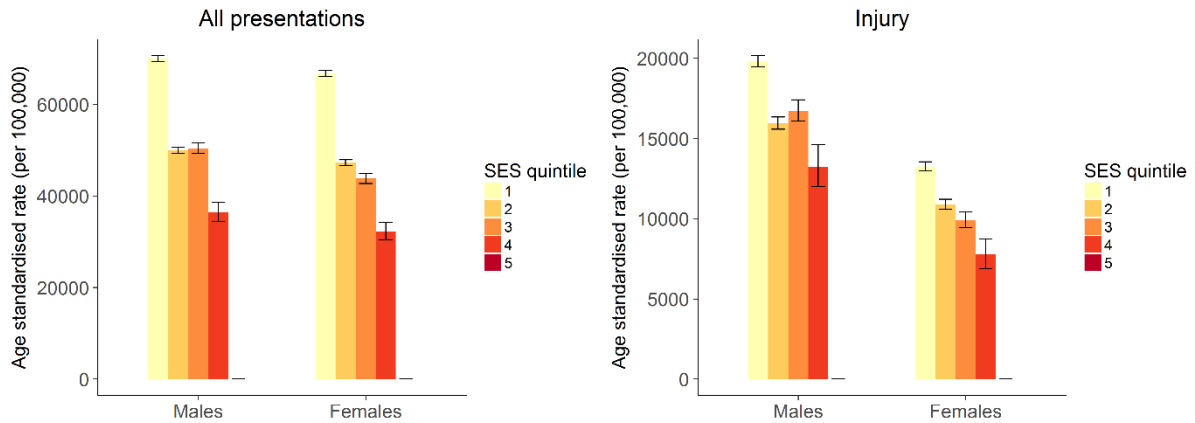 All presentations
Age standardised rate (per 100,000)
60000
40000
20000
0
Males Females
SES quintile
1
2
3
4
5
Injury
Age standardised rate (per 100,000)
20000
15000
10000
5000
0
Males Females
SES quintile
1
2
3
4
5